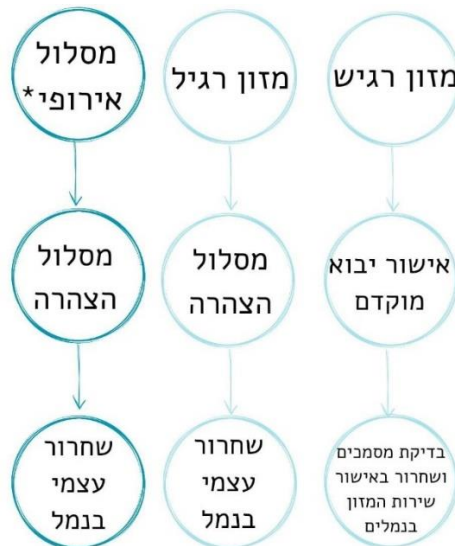 מזון רגיש
אישור יבוא
מוקדם
בדיקת מסמכים
ושחרור באישור
שירות המזון
בנמלים
מזון רגיל
מסלול
הצהרה
שחרור
עצמי
בנמל
מסלול
אירופי*
מסלול
הצהרה
שחרור
עצמי
בנמל